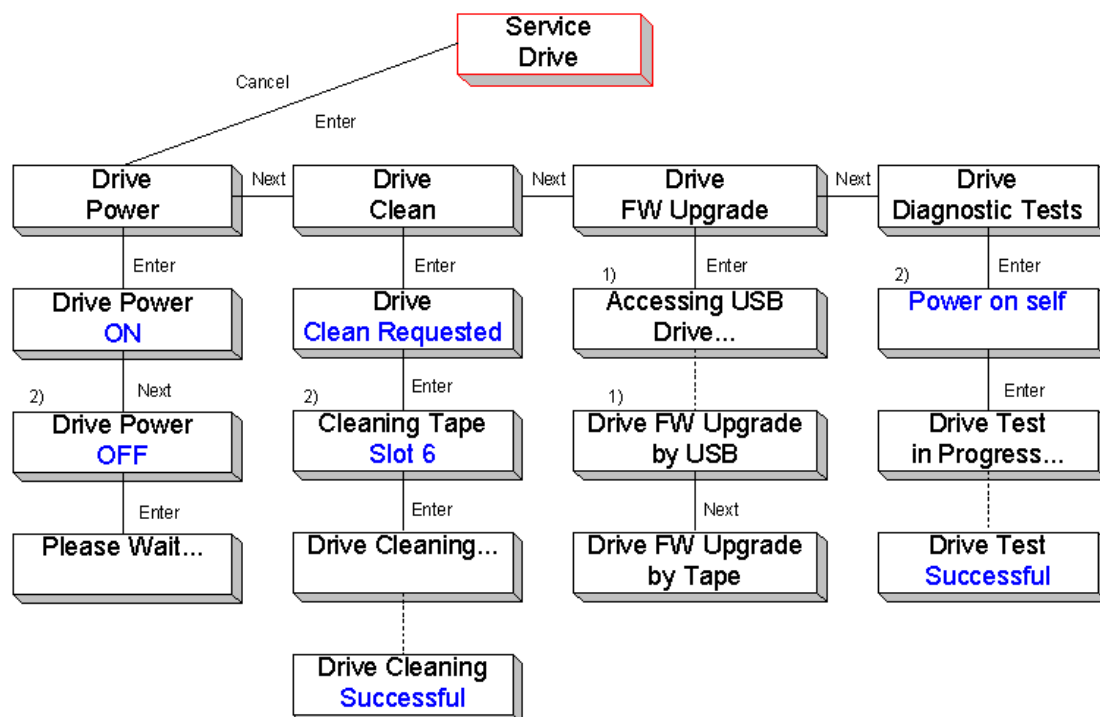 Service
Drive
Cancel
Enter
Drive
Power
Next
Drive
Clean
Next
Drive
FW Upgrade
Next
Drive
Diagnostic Tests
Enter
Enter
1)
Enter
2)
Enter
Drive Power
ON
Drive
Clean Requested
Accessing USB
Drive...
Power on self
Next
Enter
Enter
2)
Drive Power
OFF
2)
Cleaning Tape
Slot 6
1)
Drive FW Upgrade
by USB
Drive Test
in Progress...
Enter
Enter
Next
Please Wait...
Drive Cleaning...
Drive FW Upgrade
by Tape
Drive Test
Successful
Drive Cleaning
Successful